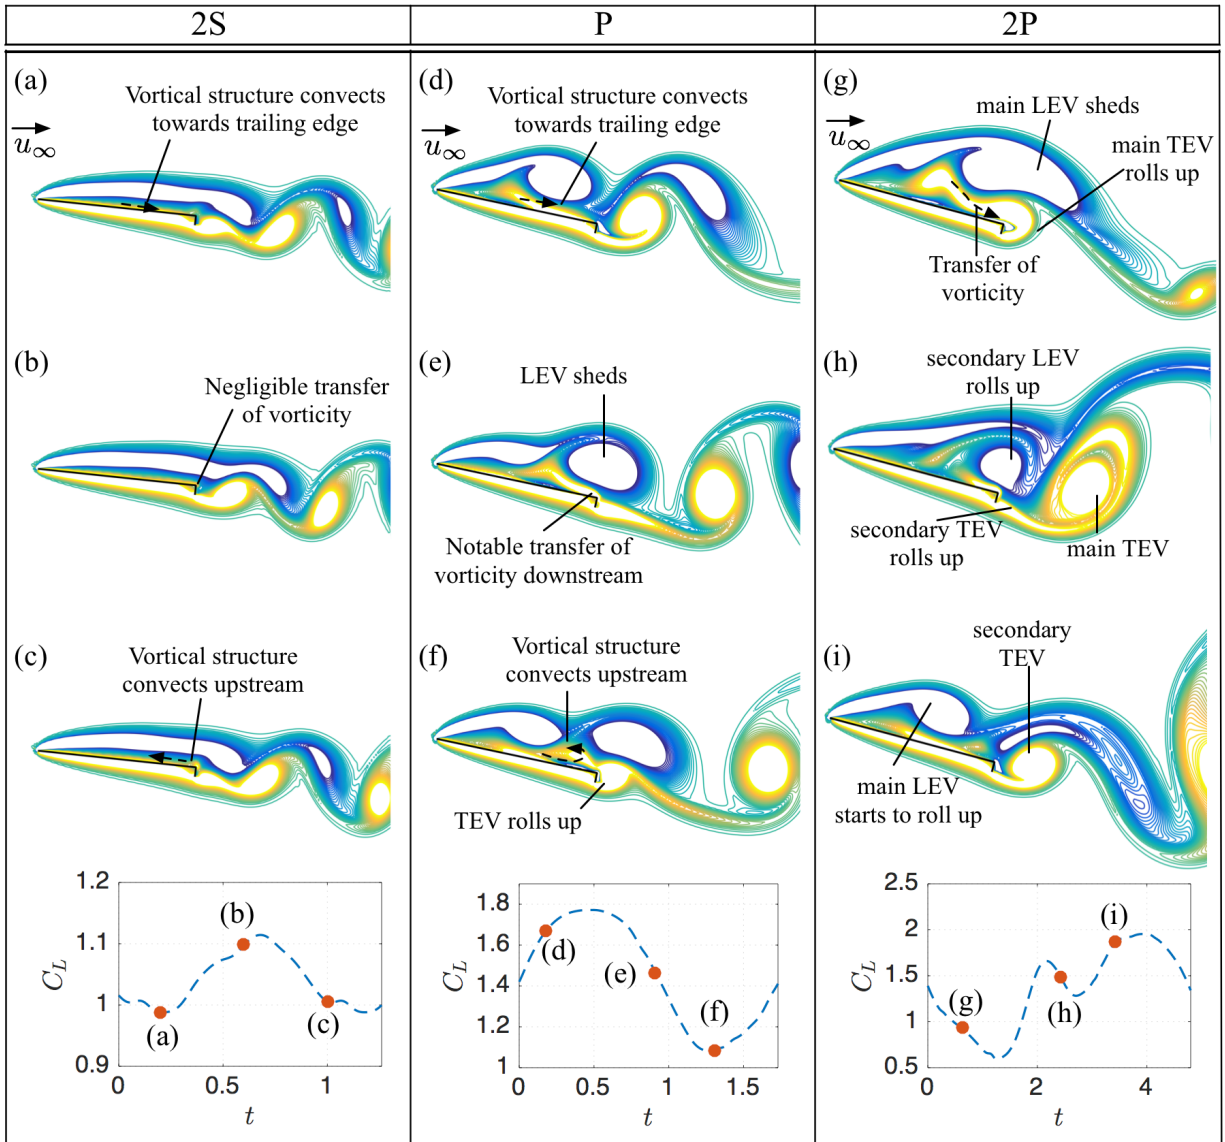 2S
P
2P
(a)
Vortical structure convects
towards trailing edge
u∞
(d)
Vortical structure convects
towards trailing edge
u∞
(g)
main LEV sheds
main TEV
rolls up
u∞
Transfer of
vorticity
(b)
Negligible transfer
of vorticity
(e)
LEV sheds
Notable transfer of
vorticity downstream
(h)
secondary LEV
rolls up
secondary TEV
rolls up
main TEV
(c)
Vortical structure
convects upstream
(f)
Vortical structure
convects upstream
TEV rolls up
(i)
secondary
TEV
main LEV
starts to roll up
1.2
1.1
1
0.9
C_L
(a)
(b)
(c)
0 0.5 1
t
1.8
1.6
1.4
1.2
1
C_L
(d)
(e)
(f)
0 0.5 1 1.5
t
2.5
2
1.5
1
0.5
C_L
(g)
(h)
(i)
0 2 4
t